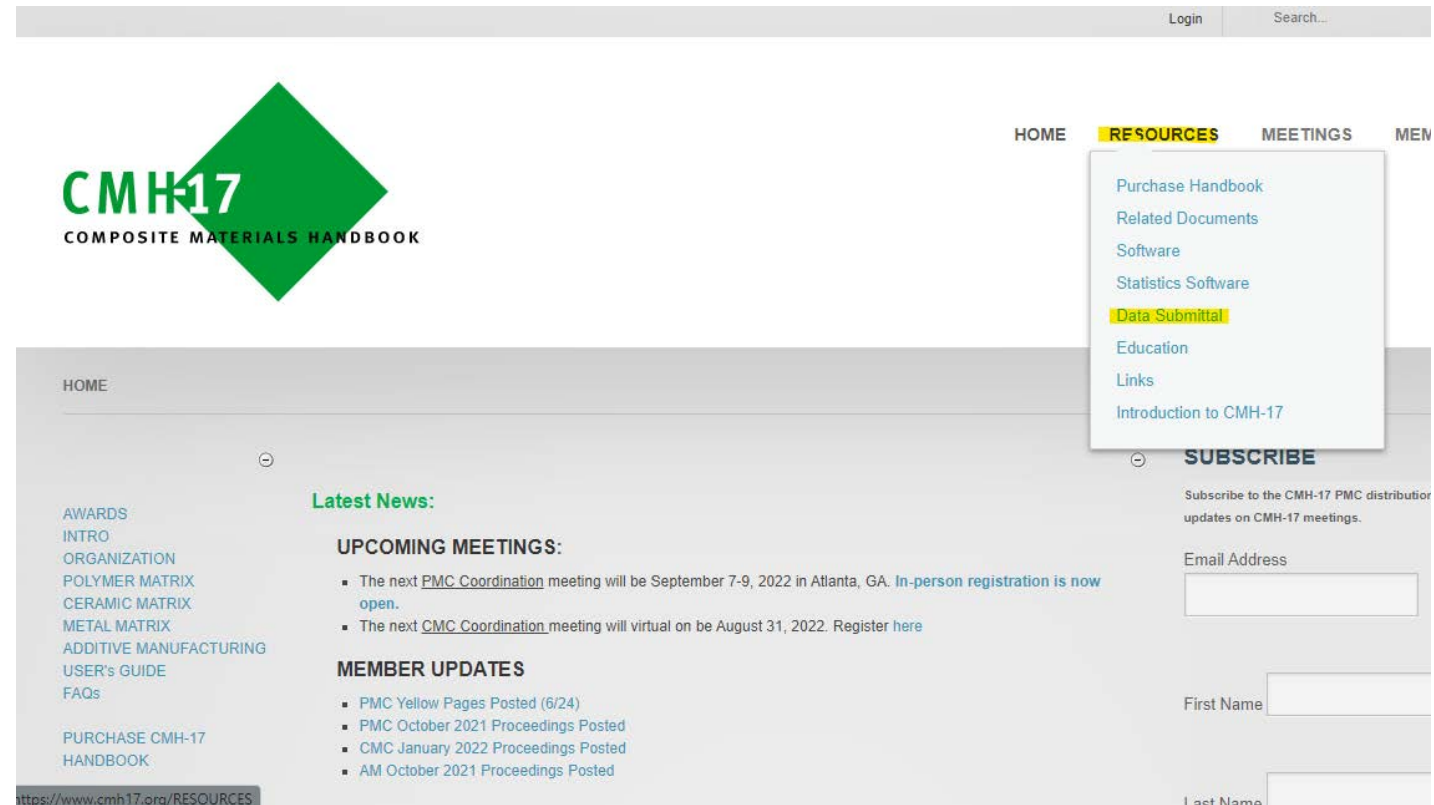 Login
Search...
HOME
RESOURCES
MEETINGS
CMH-17
COMPOSITE MATERIALS HANDBOOK
Purchase Handbook
Related Documents
Software
Statistics Software
Data Submittal
Education
Links
Introduction to CMH-17
HOME
AWARDS
INTRO
ORGANIZATION
POLYMER MATRIX
CERAMIC MATRIX
METAL MATRIX
ADDITIVE MANUFACTURING
USER's GUIDE
FAQs
PURCHASE CMH-17
HANDBOOK
Latest News:
UPCOMING MEETINGS:
The next PMC Coordination meeting will be September 7-9, 2022 in Atlanta, GA. In-person registration is now
open.
The next CMC Coordination meeting will virtual on be August 31, 2022. Register here
MEMBER UPDATES
PMC Yellow Pages Posted (6/24)
PMC October 2021 Proceedings Posted
CMC January 2022 Proceedings Posted
AM October 2021 Proceedings Posted
SUBSCRIBE
Subscribe to the CMH-17 PMC distribution
updates on CMH-17 meetings.
Email Address
First Name
Last Name
https://www.cmh17.org/RESOURCES